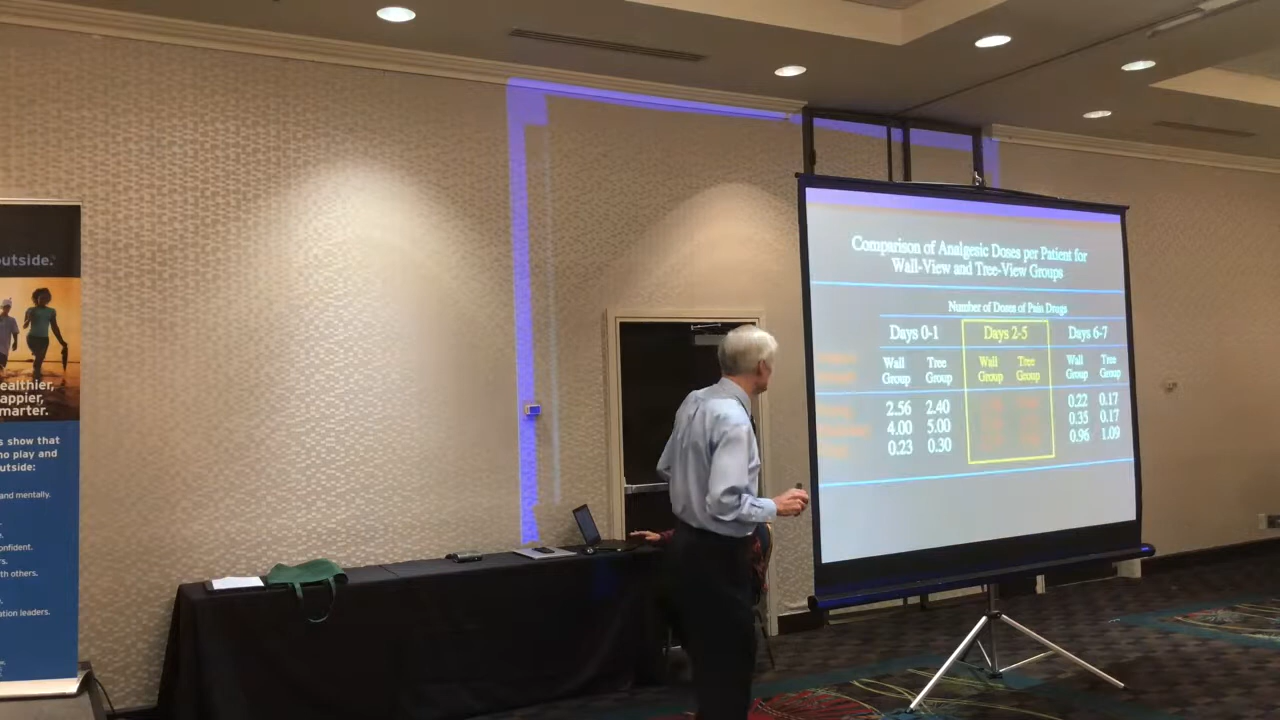 outside.
ealthier,
appier,
marter.
s show that
ho play and
utside:
and mentally.
onfident.
th others.
ation leaders.
Comparison of Analgesic Doses per Patient for
Wall-View and Tree-View Groups
Number of Doses of Pain Drugs
Days 0-1 Days 2-5 Days 6-7
Wall Tree Wall Tree Wall Tree
Group Group Group Group Group Group
2.56 2.40 0.22 0.17
4.00 5.00 0.35 0.17
0.23 0.30 0.96 1.09